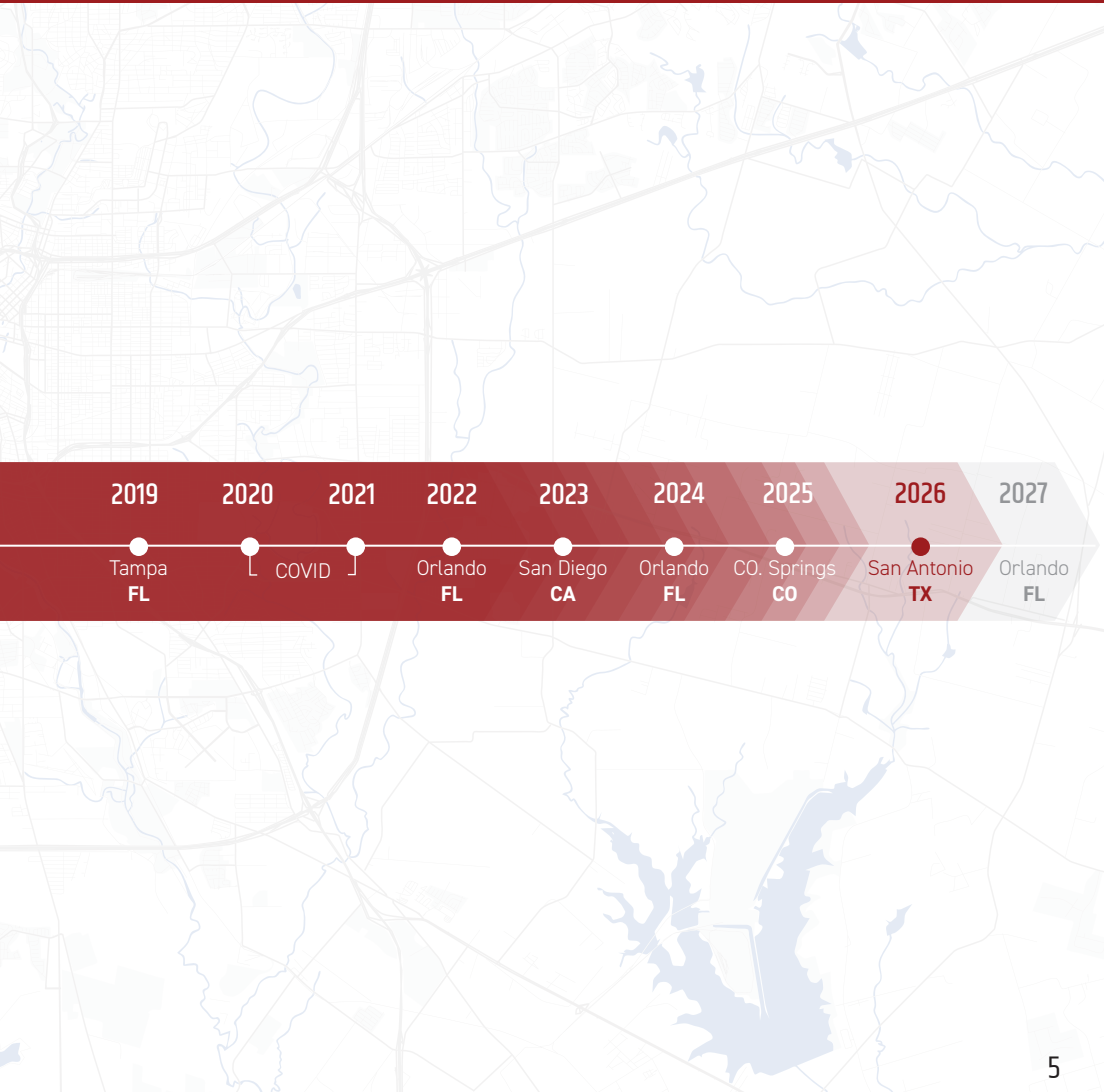 2019 2020 2021 2022 2023 2024 2025 2026 2027
Tampa COVID Orlando San Diego Orlando CO. Springs San Antonio Orlando
FL FL CA FL CO TX FL
5